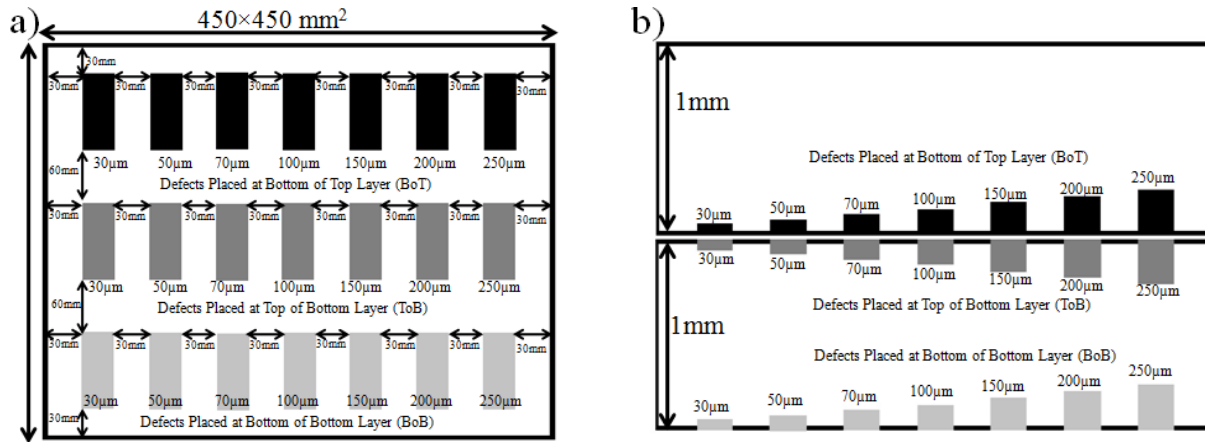 a)
450×450 mm²
30mm
30mm 30mm 30mm 30mm 30mm 30mm 30mm 30mm
30µm 50µm 70µm 100µm 150µm 200µm 250µm
60mm
Defects Placed at Bottom of Top Layer (BoT)
30mm 30mm 30mm 30mm 30mm 30mm 30mm 30mm
30µm 50µm 70µm 100µm 150µm 200µm 250µm
60mm
Defects Placed at Top of Bottom Layer (ToB)
30mm 30mm 30mm 30mm 30mm 30mm 30mm 30mm
30µm 50µm 70µm 100µm 150µm 200µm 250µm
30mm
Defects Placed at Bottom of Bottom Layer (BoB)
b)
1mm
Defects Placed at Bottom of Top Layer (BoT)
30µm 50µm 70µm 100µm 150µm 200µm 250µm
30µm 50µm 70µm 100µm 150µm 200µm 250µm
Defects Placed at Top of Bottom Layer (ToB)
1mm
Defects Placed at Bottom of Bottom Layer (BoB)
30µm 50µm 70µm 100µm 150µm 200µm 250µm